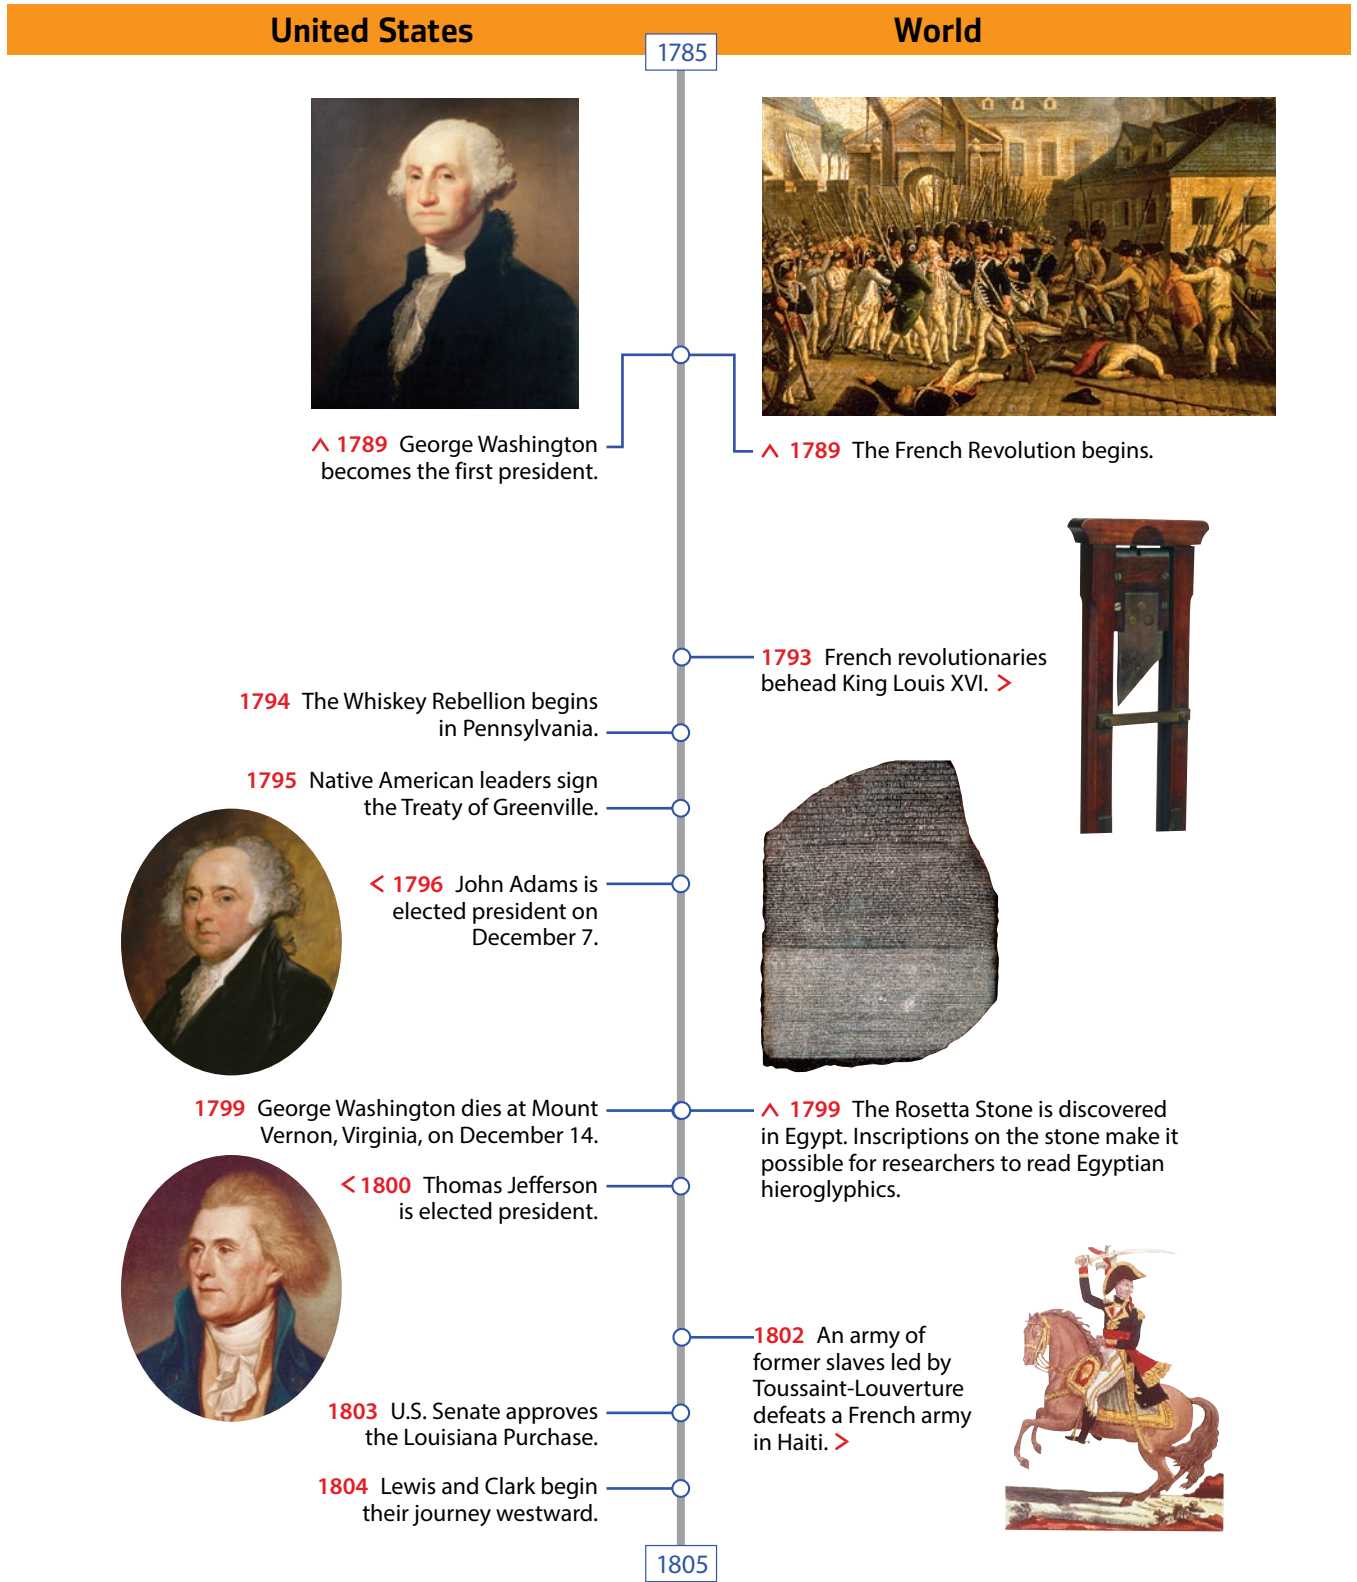 United States
World
1785
^ 1789 George Washington
becomes the first president.
^ 1789 The French Revolution begins.
1793 French revolutionaries
behead King Louis XVI. >
1794 The Whiskey Rebellion begins
in Pennsylvania.
1795 Native American leaders sign
the Treaty of Greenville.
< 1796 John Adams is
elected president on
December 7.
1799 George Washington dies at Mount
Vernon, Virginia, on December 14.
^ 1799 The Rosetta Stone is discovered
in Egypt. Inscriptions on the stone make it
possible for researchers to read Egyptian
hieroglyphics.
< 1800 Thomas Jefferson
is elected president.
1802 An army of
former slaves led by
Toussaint-Louverture
defeats a French army
in Haiti. >
1803 U.S. Senate approves
the Louisiana Purchase.
1804 Lewis and Clark begin
their journey westward.
1805